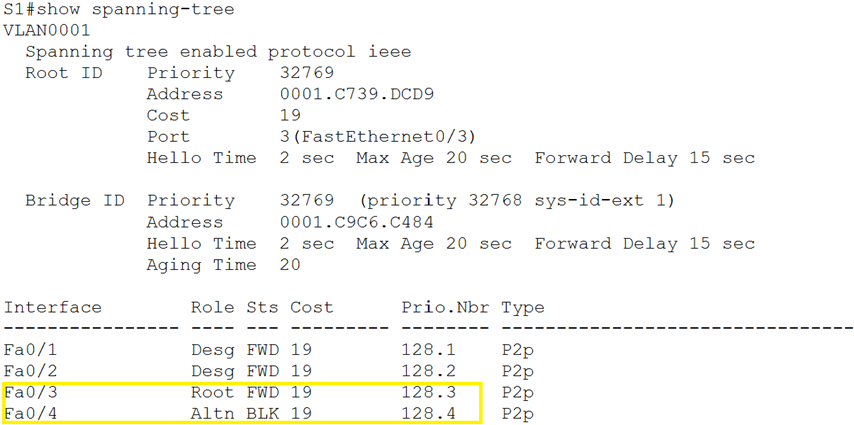 S1#show spanning-tree
VLAN0001
  Spanning tree enabled protocol ieee
  Root ID    Priority    32769
             Address     0001.C739.DCD9
             Cost        19
             Port        3(FastEthernet0/3)
             Hello Time  2 sec  Max Age 20 sec  Forward Delay 15 sec
  Bridge ID  Priority    32769  (priority 32768 sys-id-ext 1)
             Address     0001.C9C6.C484
             Hello Time  2 sec  Max Age 20 sec  Forward Delay 15 sec
             Aging Time  20
Interface        Role Sts Cost      Prio.Nbr Type
---------------- ---- --- --------- -------- --------------------------------
Fa0/1            Desg FWD 19        128.1    P2p
Fa0/2            Desg FWD 19        128.2    P2p
Fa0/3            Root FWD 19        128.3    P2p
Fa0/4            Altn BLK 19        128.4    P2p